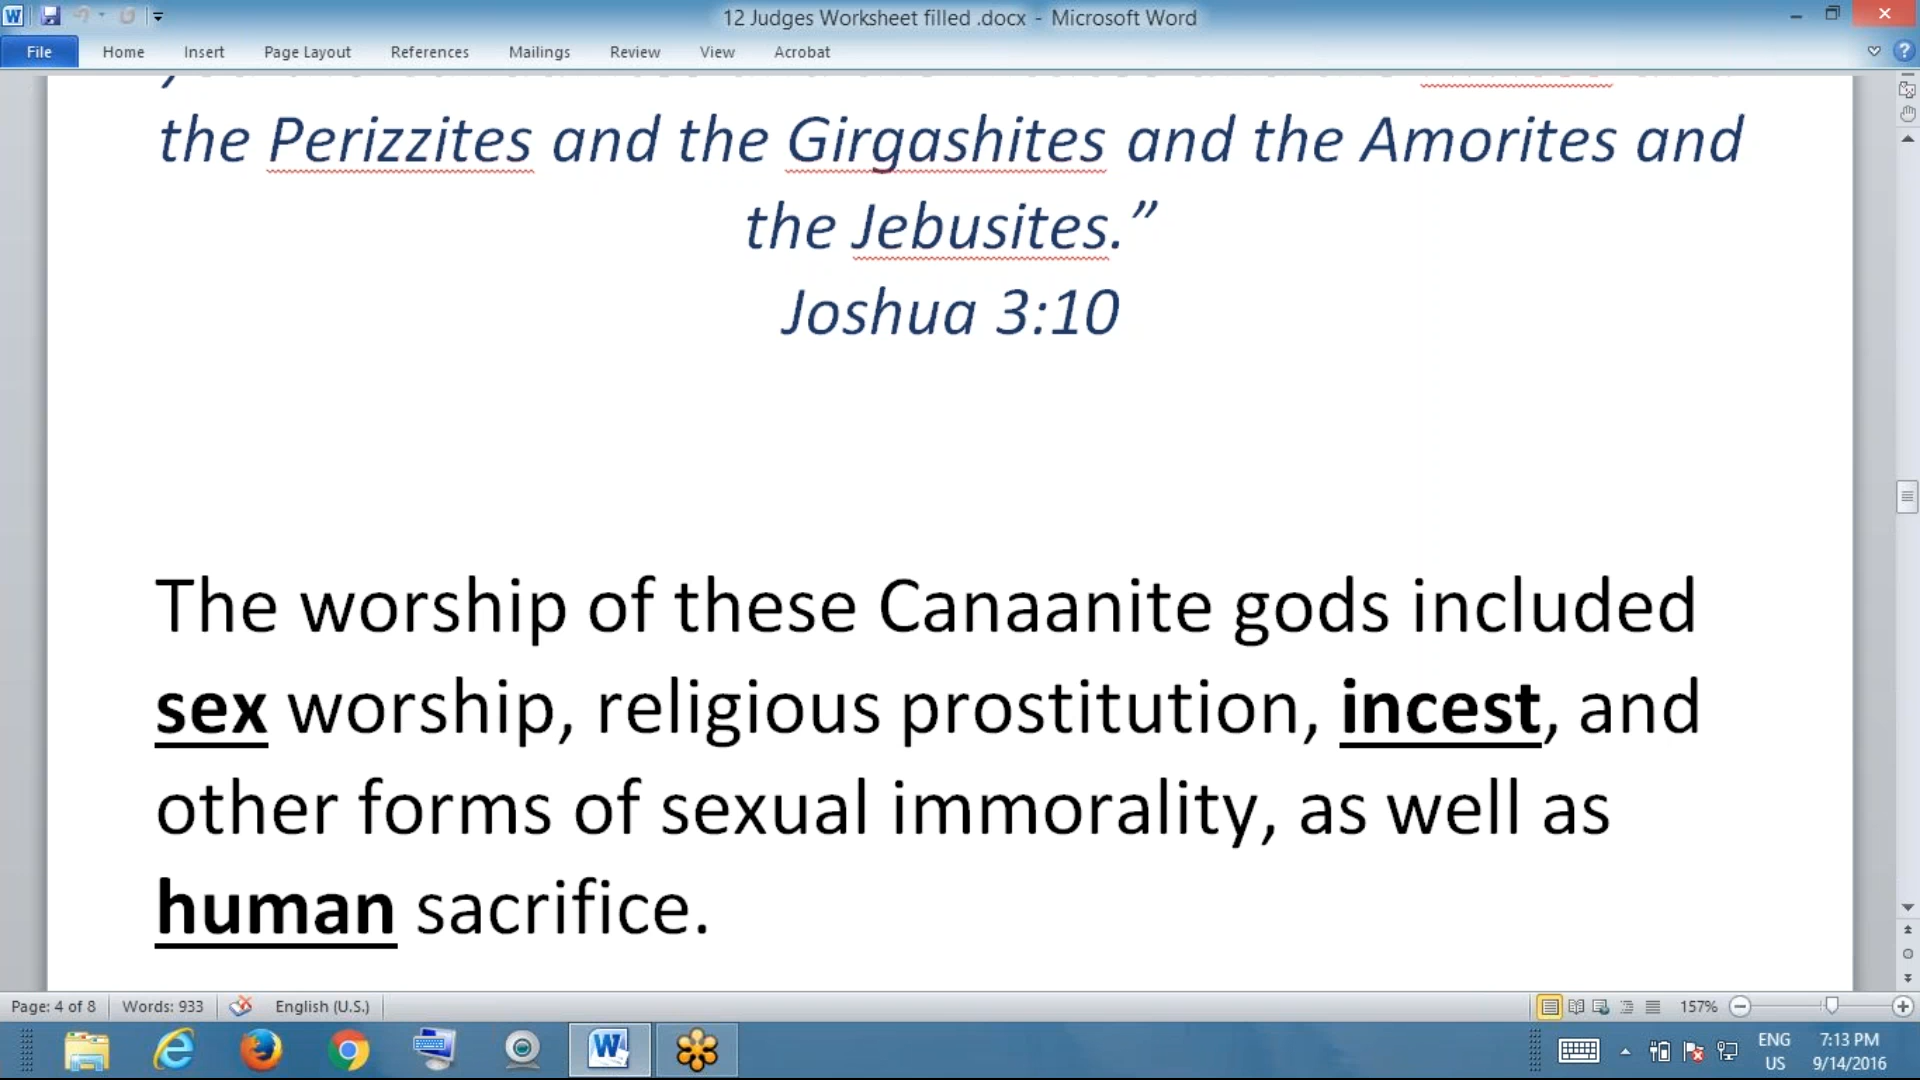 12 Judges Worksheet filled .docx - Microsoft Word
File Home Insert Page Layout References Mailings Review View Acrobat
the Perizzites and the Girgashites and the Amorites and
the Jebusites.”
Joshua 3:10
The worship of these Canaanite gods included
sex worship, religious prostitution, incest, and
other forms of sexual immorality, as well as
human sacrifice.
Page: 4 of 8 Words: 933 English (U.S.) 157%
ENG 7:13 PM
US 9/14/2016